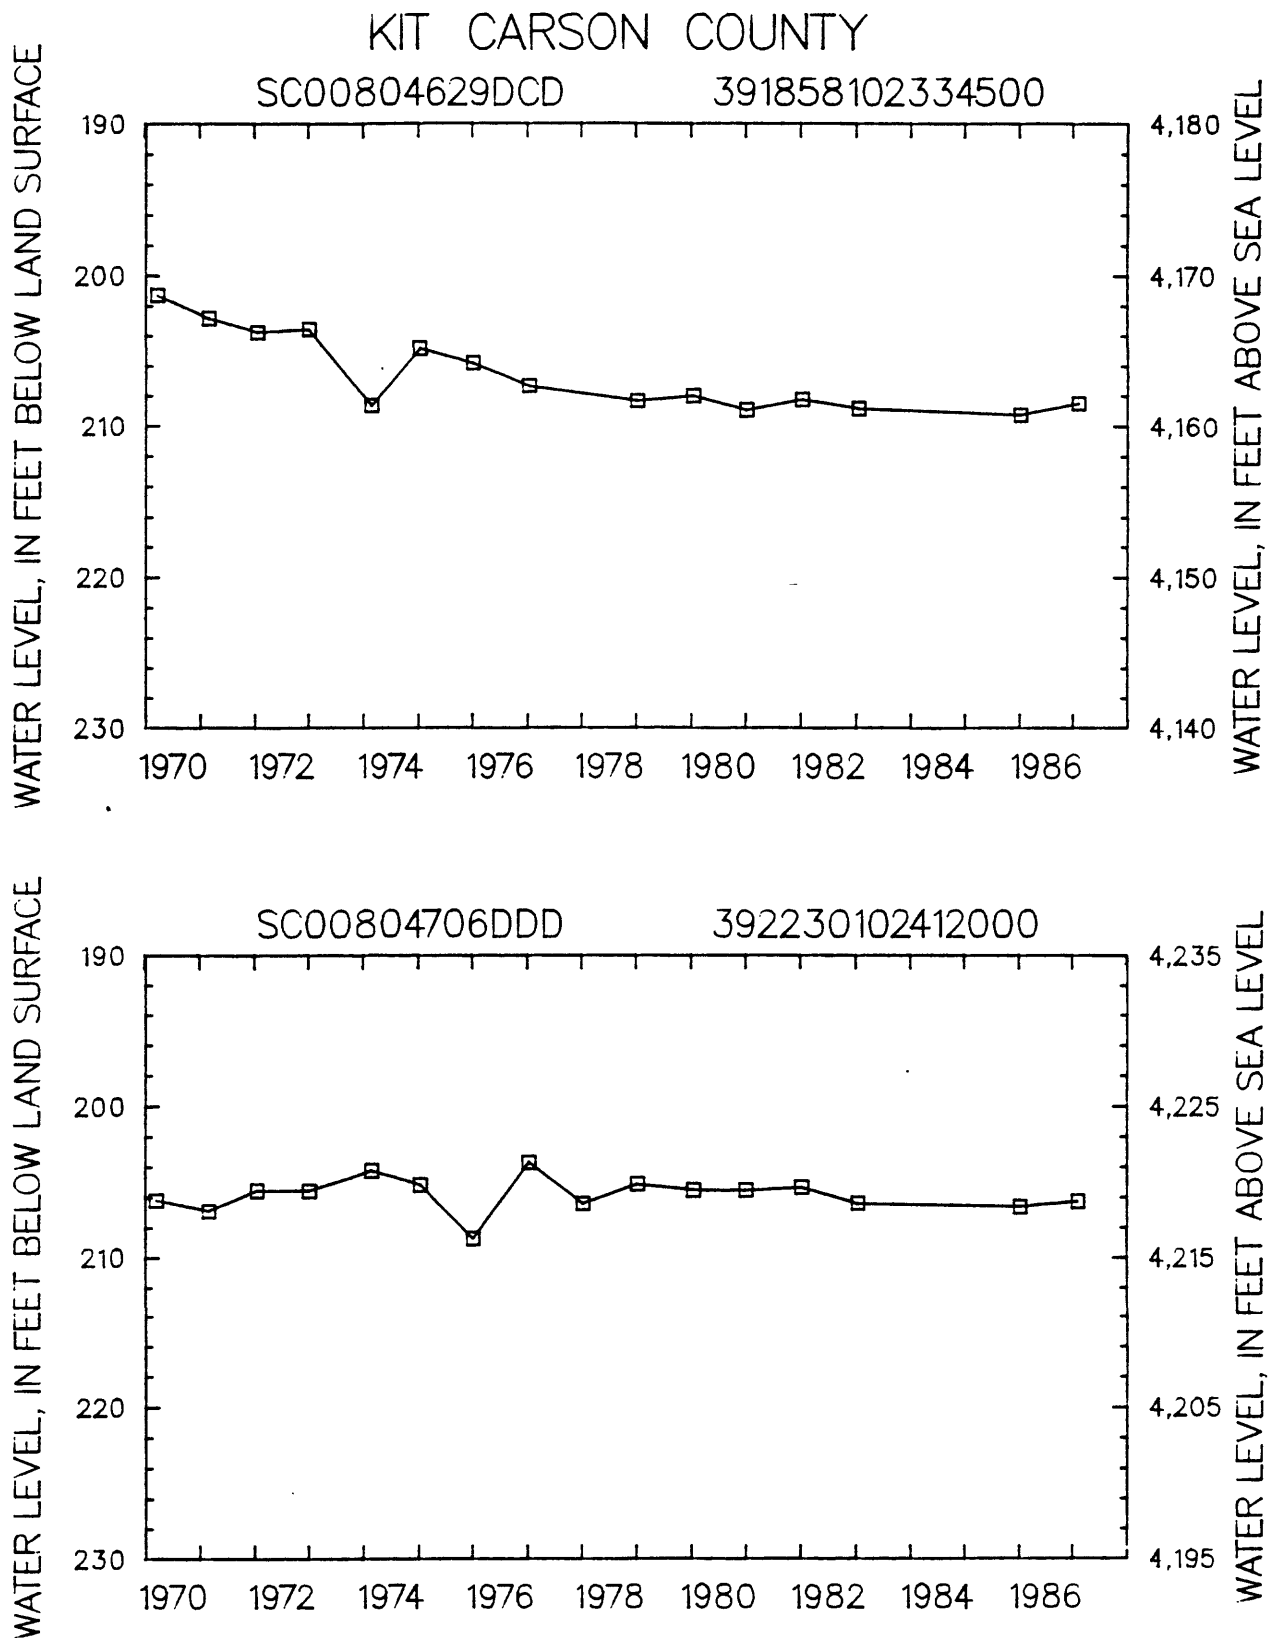 KIT CARSON COUNTY
SC00804629DCD 391858102334500
WATER LEVEL, IN FEET BELOW LAND SURFACE
190
200
210
220
230
4,180
4,170
4,160
4,150
4,140
WATER LEVEL, IN FEET ABOVE SEA LEVEL
1970 1972 1974 1976 1978 1980 1982 1984 1986
SC00804706DDD 392230102412000
WATER LEVEL, IN FEET BELOW LAND SURFACE
190
200
210
220
230
4,235
4,225
4,215
4,205
4,195
WATER LEVEL, IN FEET ABOVE SEA LEVEL
1970 1972 1974 1976 1978 1980 1982 1984 1986